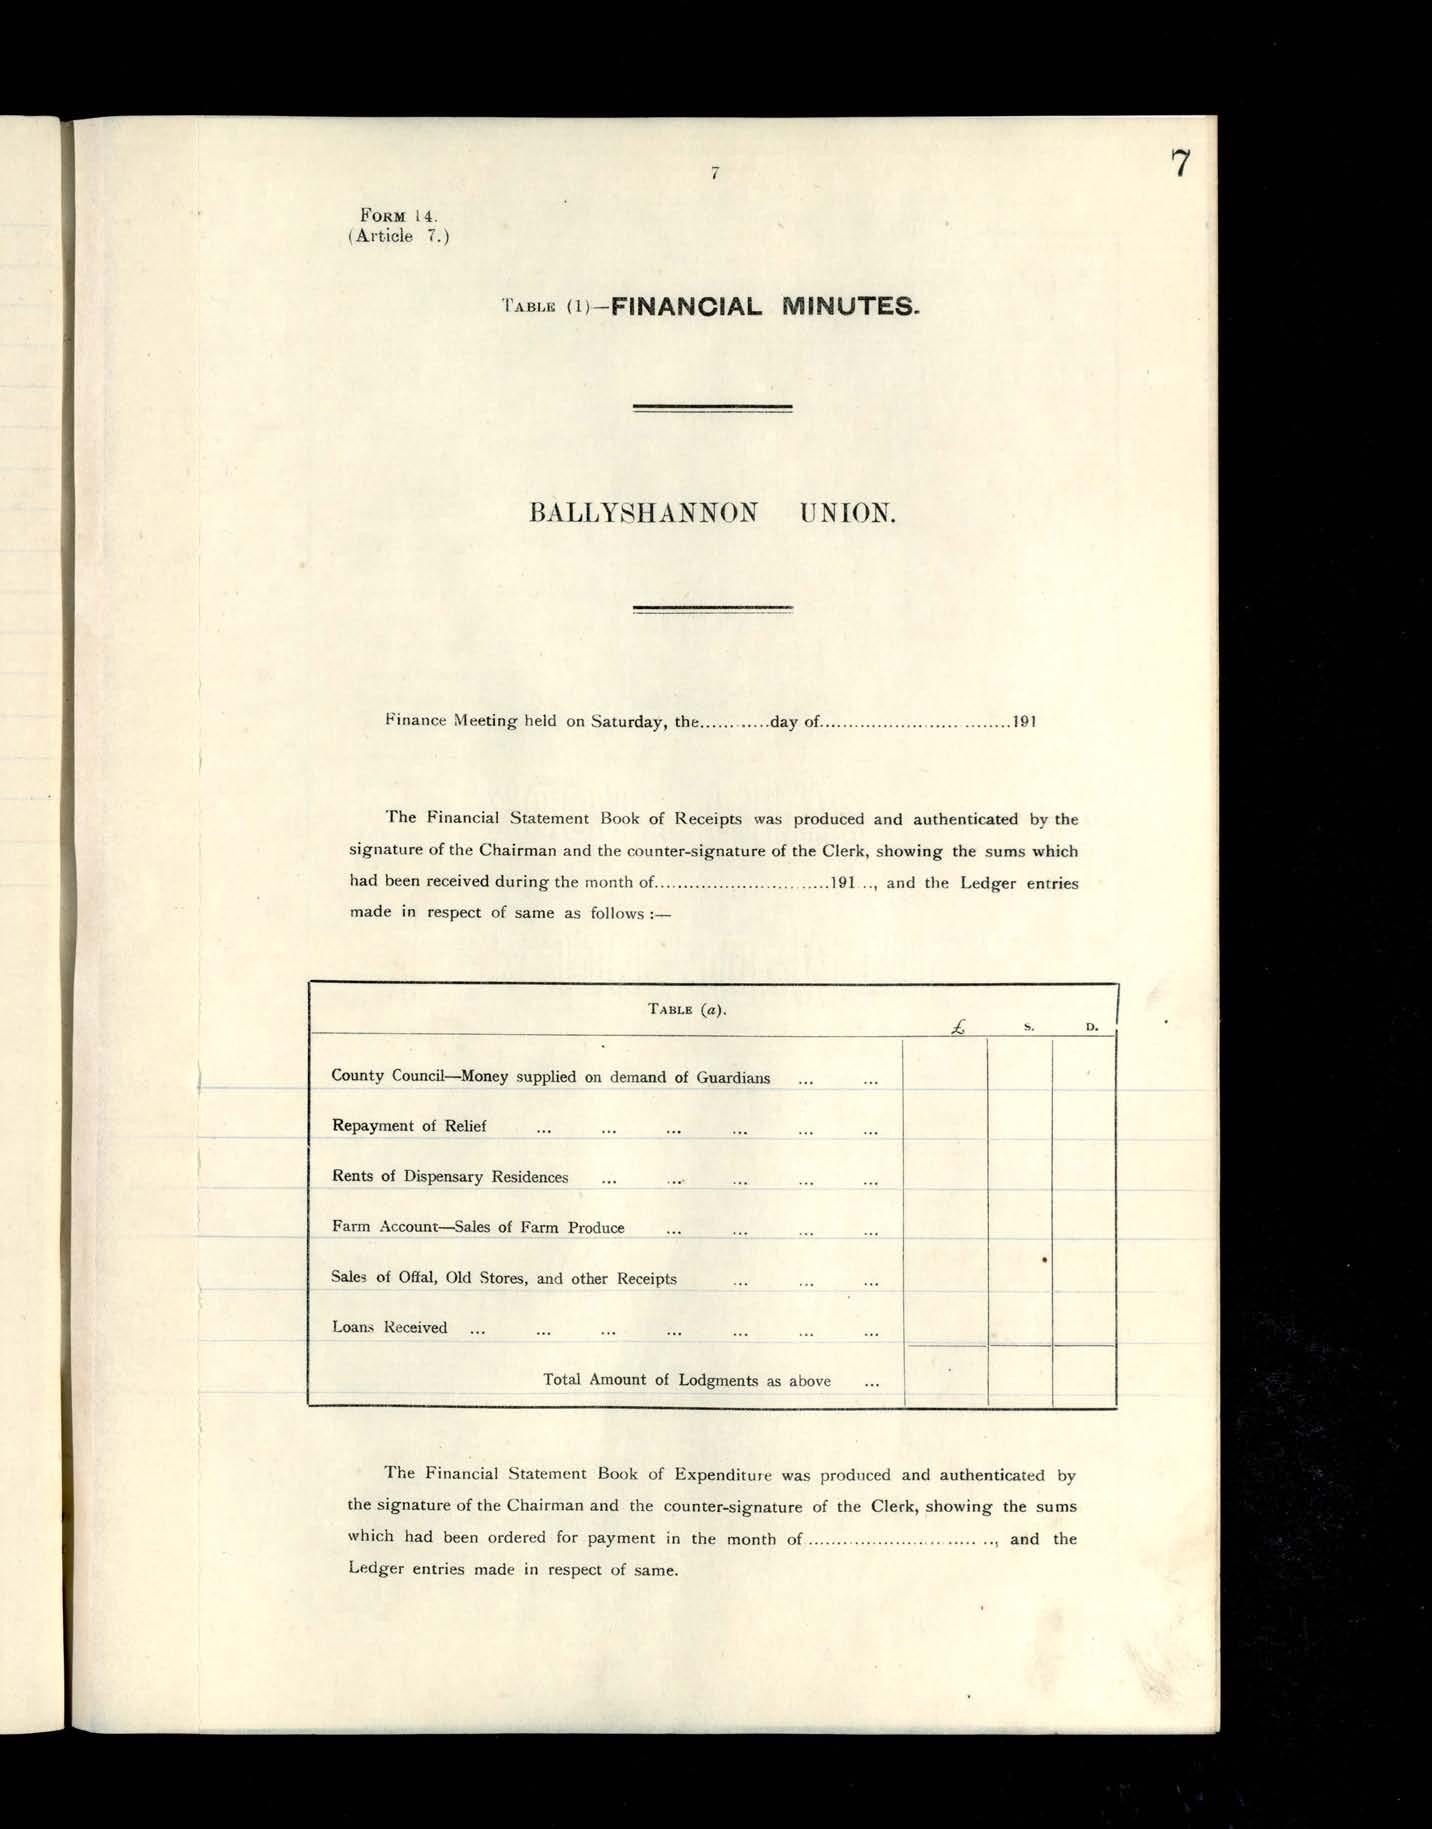 7
7
FORM 14.
(Article 7.)
TABLE (1)—FINANCIAL MINUTES.
BALLYSHANNON UNION.
Finance Meeting held on Saturday, the............day of..................................191
The Financial Statement Book of Receipts was produced and authenticated by the
signature of the Chairman and the counter-signature of the Clerk, showing the sums which
had been received during the month of...............................191 .., and the Ledger entries
made in respect of same as follows :—
TABLE (a).
£ S. D.
County Council—Money supplied on demand of Guardians ... ...
Repayment of Relief ... ... ... ... ... ...
Rents of Dispensary Residences ... ... ... ... ...
Farm Account—Sales of Farm Produce ... ... ... ...
Sales of Offal, Old Stores, and other Receipts ... ... ...
Loans Received ... ... ... ... ... ... ...
Total Amount of Lodgments as above ...
The Financial Statement Book of Expenditure was produced and authenticated by
the signature of the Chairman and the counter-signature of the Clerk, showing the sums
which had been ordered for payment in the month of ................................, and the
Ledger entries made in respect of same.